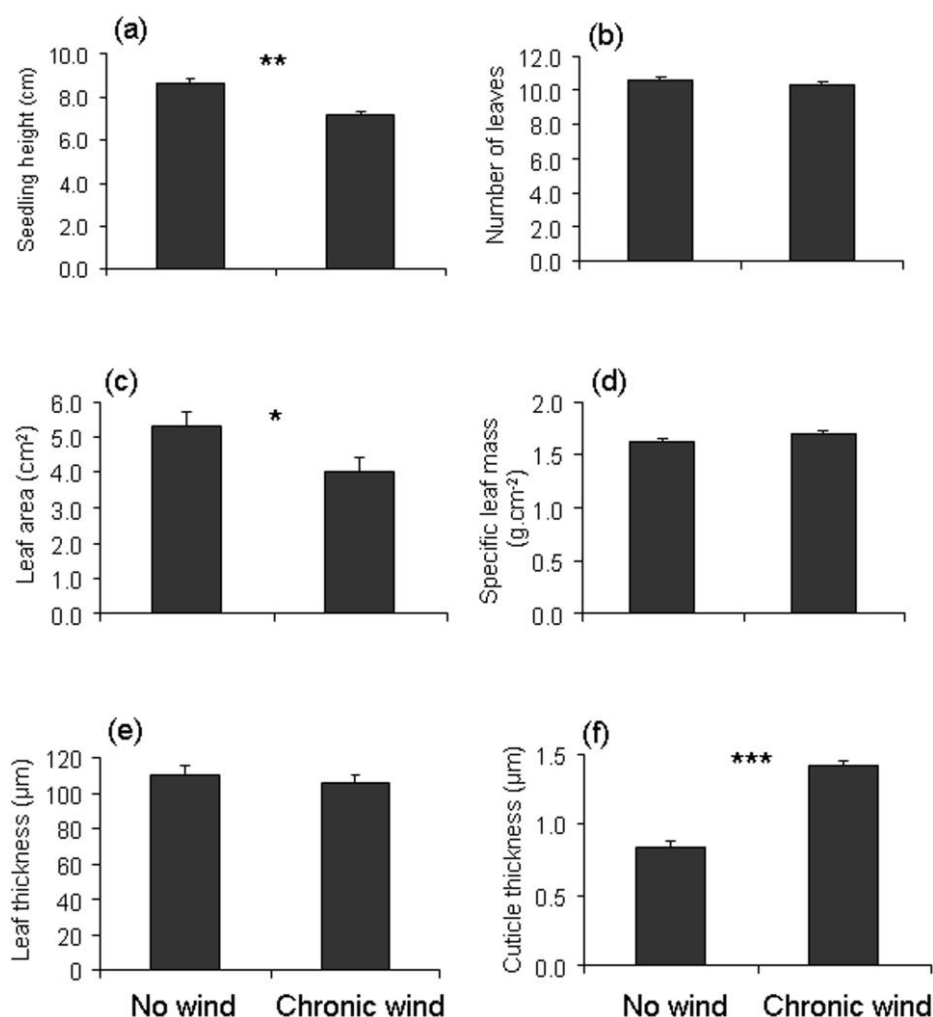 (a)
**
Seedling height (cm)
10.0
8.0
6.0
4.0
2.0
0.0
(b)
Number of leaves
12.0
10.0
8.0
6.0
4.0
2.0
0.0
(c)
*
Leaf area (cm²)
6.0
5.0
4.0
3.0
2.0
1.0
0.0
(d)
Specific leaf mass
(g.cm⁻²)
2.0
1.5
1.0
0.5
0.0
(e)
Leaf thickness (µm)
120
100
80
60
40
20
0
No wind Chronic wind
(f)
***
Cuticle thickness (µm)
1.5
1.0
0.5
0.0
No wind Chronic wind